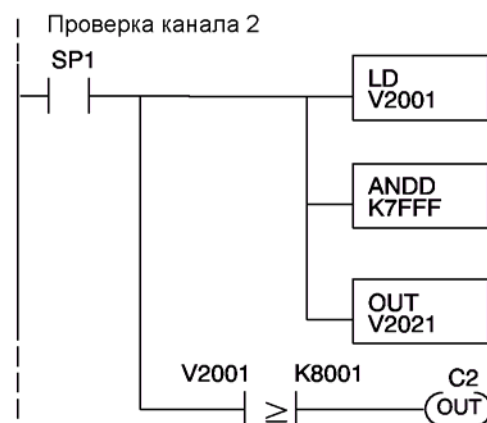 Проверка канала 2
SP1
LD
V2001
ANDD
K7FFF
OUT
V2021
V2001 ≥ K8001
C2
OUT